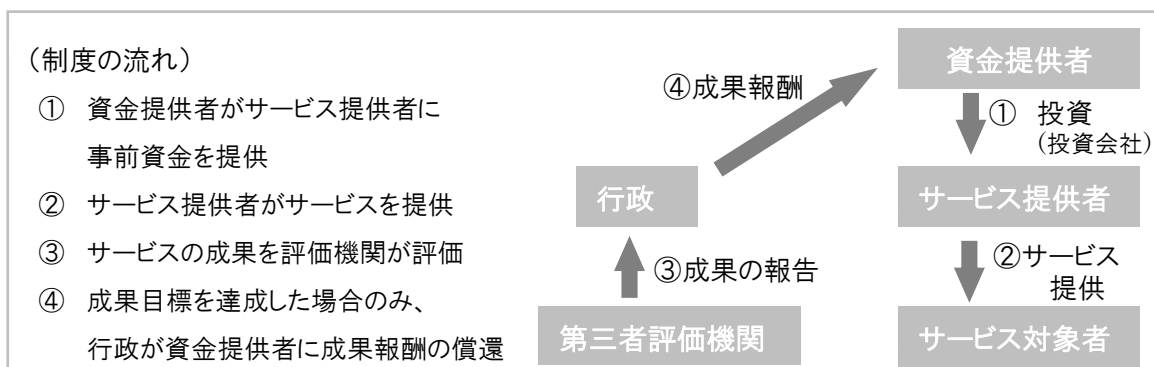 (制度の流れ)
① 資金提供者がサービス提供者に
事前資金を提供
② サービス提供者がサービスを提供
③ サービスの成果を評価機関が評価
④ 成果目標を達成した場合のみ、
行政が資金提供者に成果報酬の償還
資金提供者
④成果報酬
① 投資
(投資会社)
行政
サービス提供者
③成果の報告
②サービス
提供
第三者評価機関
サービス対象者